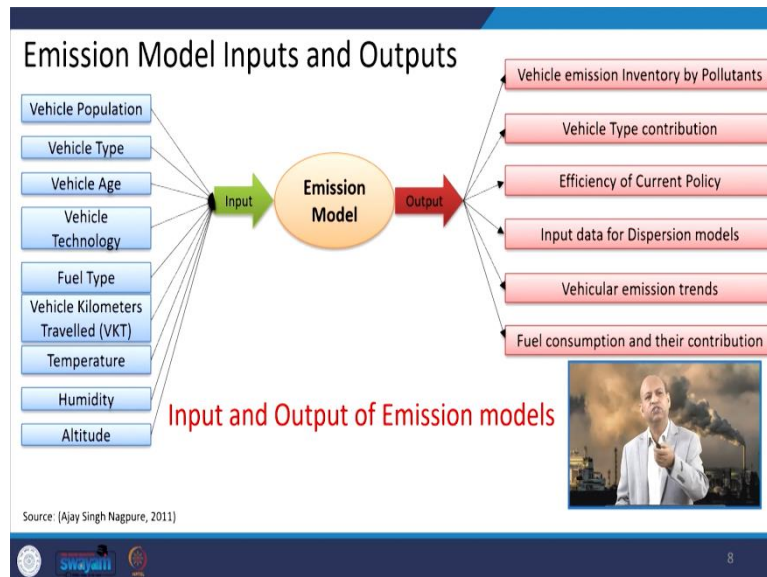 Emission Model Inputs and Outputs
Vehicle Population
Vehicle Type
Vehicle Age
Vehicle
Technology
Fuel Type
Vehicle Kilometers
Travelled (VKT)
Temperature
Humidity
Altitude
Input
Emission
Model
Output
Vehicle emission Inventory by Pollutants
Vehicle Type contribution
Efficiency of Current Policy
Input data for Dispersion models
Vehicular emission trends
Fuel consumption and their contribution
Input and Output of Emission models
Source: (Ajay Singh Nagpure, 2011)
swayam
8